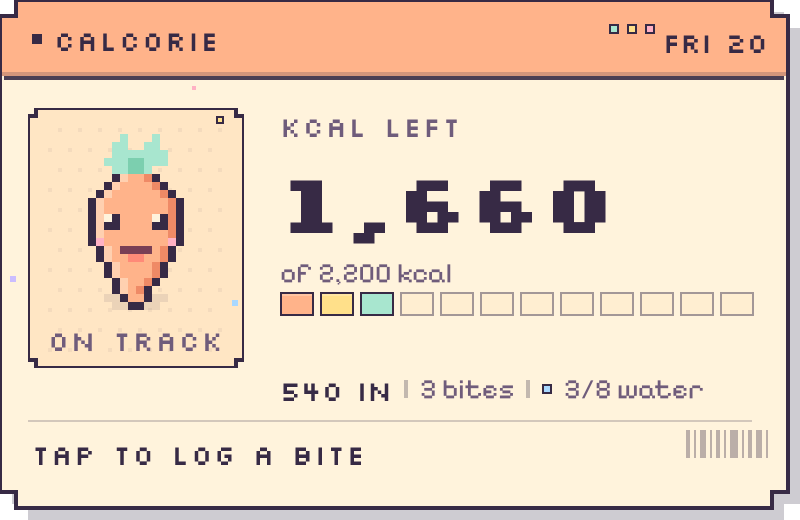 CALCORIE
FRI 20
KCAL LEFT
1,660
of 2,200 kcal
ON TRACK
540 IN | 3 bites | 3/8 water
TAP TO LOG A BITE